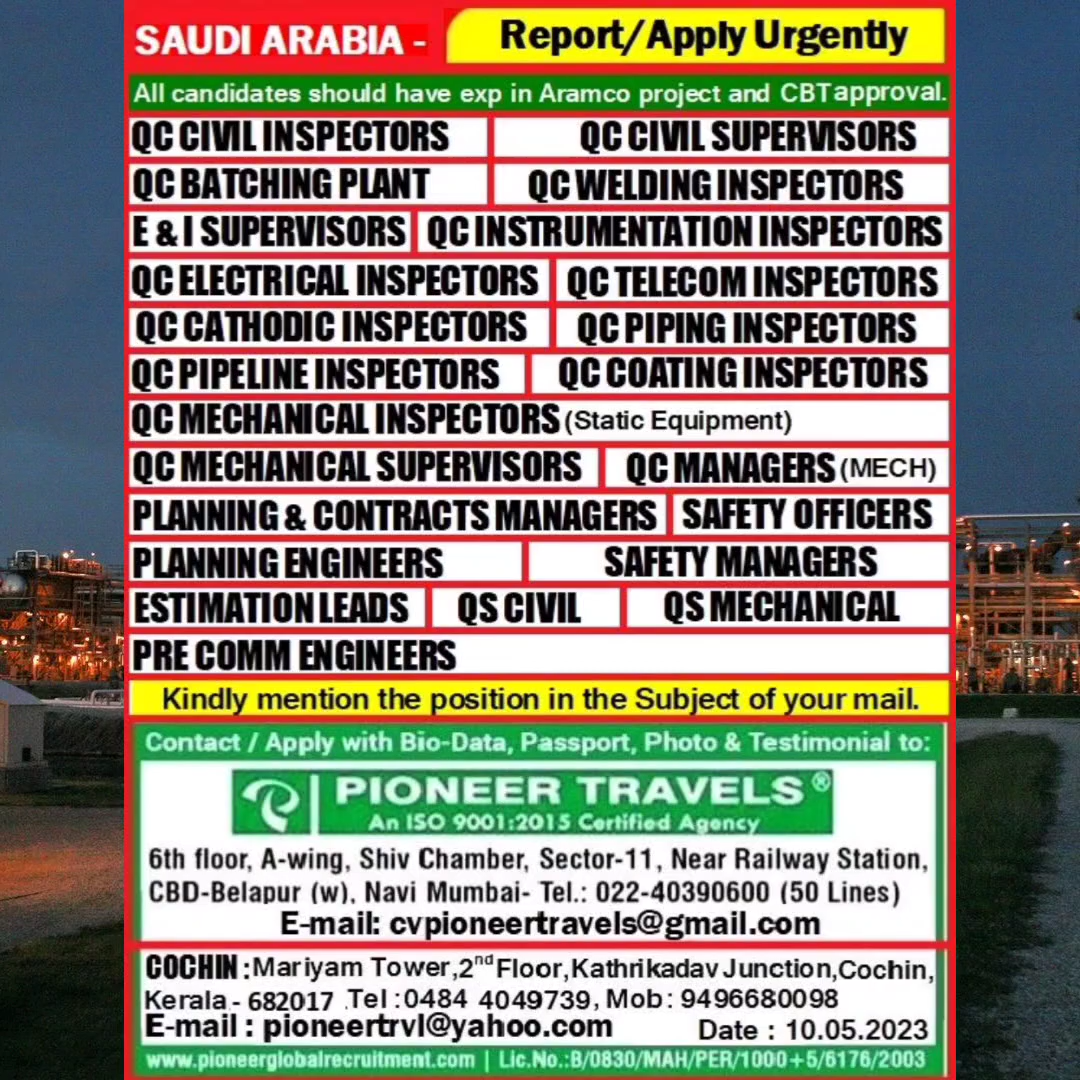 SAUDI ARABIA - Report/Apply Urgently
All candidates should have exp in Aramco project and CBT approval.
QC CIVIL INSPECTORS QC CIVIL SUPERVISORS
QC BATCHING PLANT QC WELDING INSPECTORS
E & I SUPERVISORS QC INSTRUMENTATION INSPECTORS
QC ELECTRICAL INSPECTORS QC TELECOM INSPECTORS
QC CATHODIC INSPECTORS QC PIPING INSPECTORS
QC PIPELINE INSPECTORS QC COATING INSPECTORS
QC MECHANICAL INSPECTORS (Static Equipment)
QC MECHANICAL SUPERVISORS QC MANAGERS (MECH)
PLANNING & CONTRACTS MANAGERS SAFETY OFFICERS
PLANNING ENGINEERS SAFETY MANAGERS
ESTIMATION LEADS QS CIVIL QS MECHANICAL
PRE COMM ENGINEERS
Kindly mention the position in the Subject of your mail.
Contact / Apply with Bio-Data, Passport, Photo & Testimonial to:
PIONEER TRAVELS®
An ISO 9001:2015 Certified Agency
6th floor, A-wing, Shiv Chamber, Sector-11, Near Railway Station,
CBD-Belapur (w), Navi Mumbai- Tel.: 022-40390600 (50 Lines)
E-mail: cvpioneertravels@gmail.com
COCHIN : Mariyam Tower,2nd Floor,Kathrikadav Junction,Cochin,
Kerala - 682017 .Tel :0484 4049739, Mob: 9496680098
E-mail : pioneertrvl@yahoo.com Date : 10.05.2023
www.pioneerglobalrecruitment.com | Lic.No.:B/0830/MAH/PER/1000+5/6176/2003